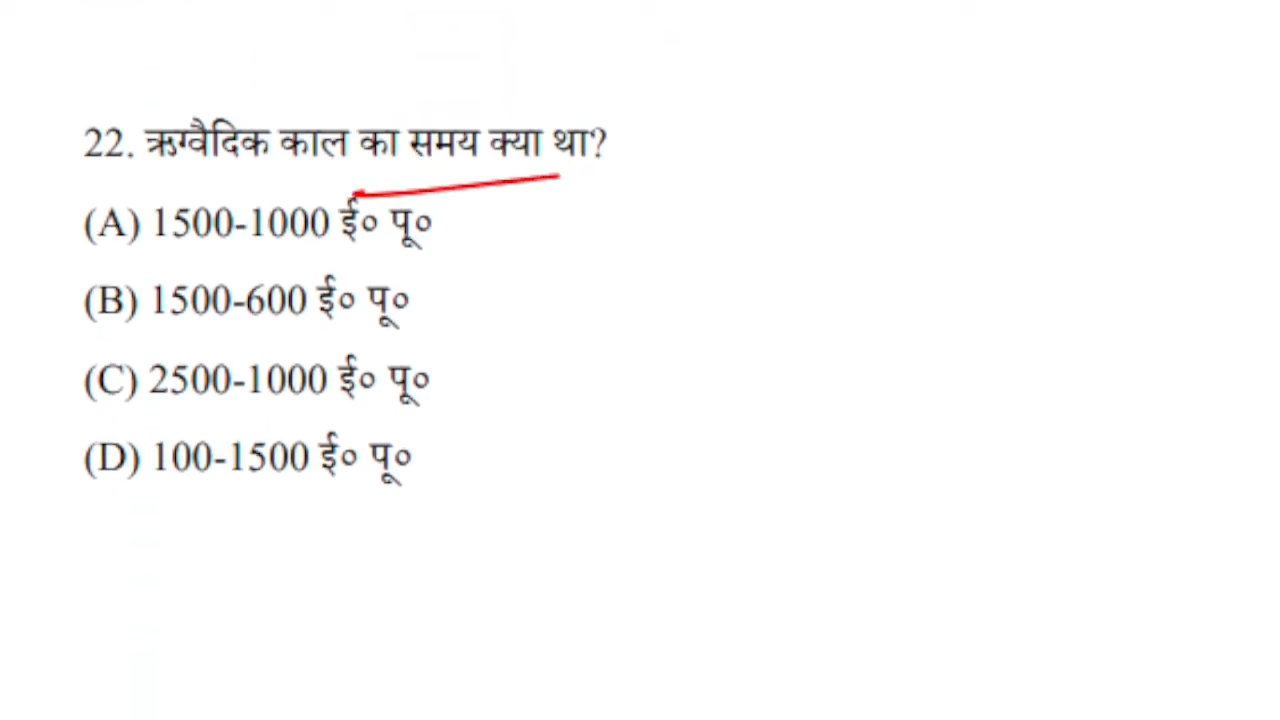 22. ऋग्वैदिक काल का समय क्या था?
(A) 1500-1000 ई० पू०
(B) 1500-600 ई० पू०
(C) 2500-1000 ई० पू०
(D) 100-1500 ई० पू०